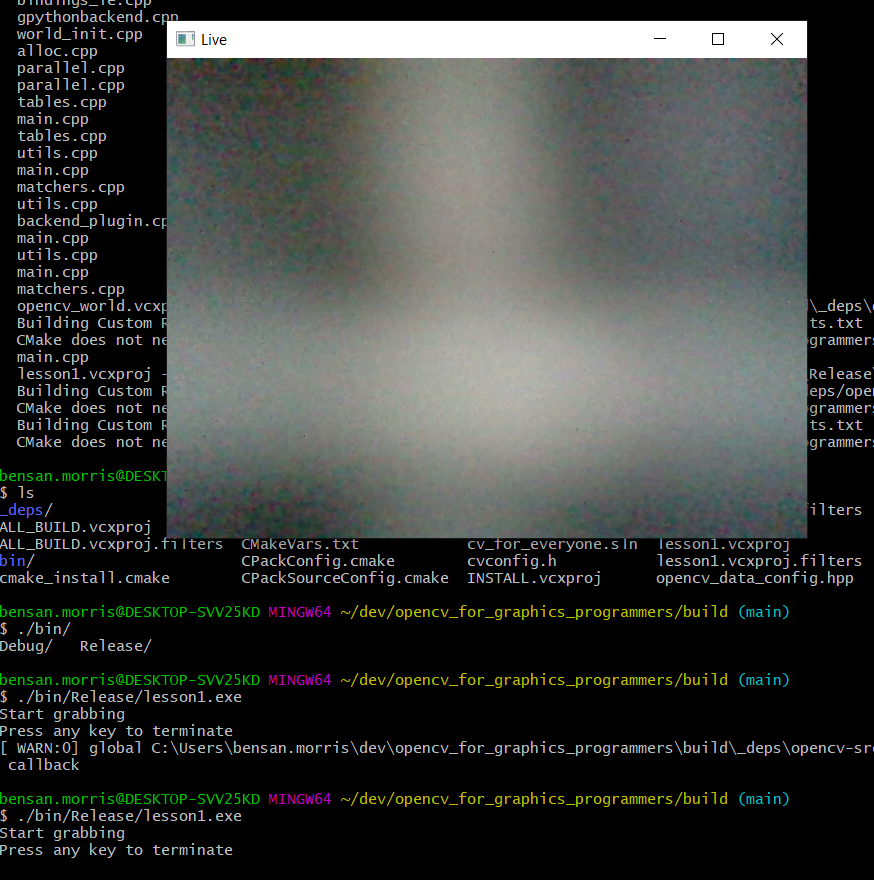 bindings_re.cpp
gpythonbackend.cpp
Live
world_init.cpp
alloc.cpp
parallel.cpp
parallel.cpp
tables.cpp
main.cpp
tables.cpp
utils.cpp
main.cpp
matchers.cpp
utils.cpp
backend_plugin.cp
main.cpp
utils.cpp
main.cpp
matchers.cpp
opencv_world.vcxp \_deps\
Building Custom R ts.txt
CMake does not ne ogrammers
main.cpp
lesson1.vcxproj - Release\
Building Custom R eps/ope
CMake does not ne ogrammers
Building Custom R ts.txt
CMake does not ne ogrammers
bensan.morris@DESKT
$ ls
_deps/ filters
ALL_BUILD.vcxproj
ALL_BUILD.vcxproj.filters CMakeVars.txt cv_for_everyone.sln lesson1.vcxproj
bin/ CPackConfig.cmake cvconfig.h lesson1.vcxproj.filters
cmake_install.cmake CPackSourceConfig.cmake INSTALL.vcxproj opencv_data_config.hpp
bensan.morris@DESKTOP-SVV25KD MINGW64 ~/dev/opencv_for_graphics_programmers/build (main)
$ ./bin/
Debug/ Release/
bensan.morris@DESKTOP-SVV25KD MINGW64 ~/dev/opencv_for_graphics_programmers/build (main)
$ ./bin/Release/lesson1.exe
Start grabbing
Press any key to terminate
[ WARN:0] global C:\Users\bensan.morris\dev\opencv_for_graphics_programmers\build\_deps\opencv-sr
callback
bensan.morris@DESKTOP-SVV25KD MINGW64 ~/dev/opencv_for_graphics_programmers/build (main)
$ ./bin/Release/lesson1.exe
Start grabbing
Press any key to terminate